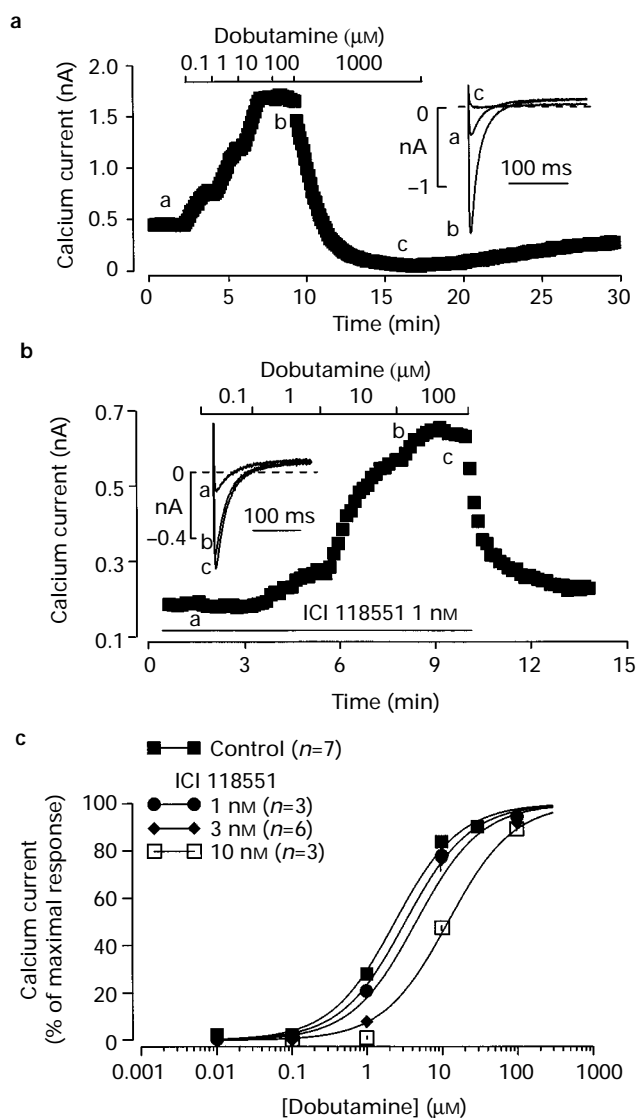 a
Dobutamine (μM)
0.1 1 10 100 1000
Calcium current (nA)
2.0
1.5
1.0
0.5
0
a
b
c
0
nA
−1
c
a
b
100 ms
0 5 10 15 20 25 30
Time (min)
b
Dobutamine (μM)
0.1 1 10 100
Calcium current (nA)
0.7
0.5
0.3
0.1
0
nA
−0.4
a
b
c
100 ms
a
b
c
ICI 118551 1 nM
0 3 6 9 12 15
Time (min)
c
Control (n=7)
ICI 118551
1 nM (n=3)
3 nM (n=6)
10 nM (n=3)
Calcium current
(% of maximal response)
100
80
60
40
20
0
0.001 0.01 0.1 1 10 100 1000
[Dobutamine] (μM)